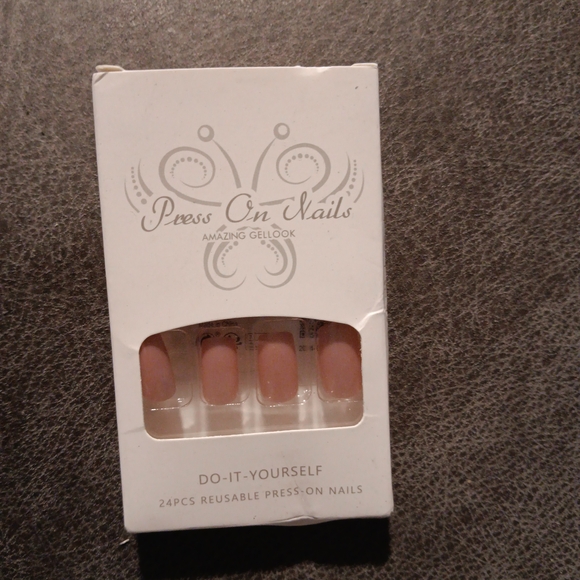 Press On Nails
AMAZING GELLOOK
DO-IT-YOURSELF
24PCS REUSABLE PRESS-ON NAILS